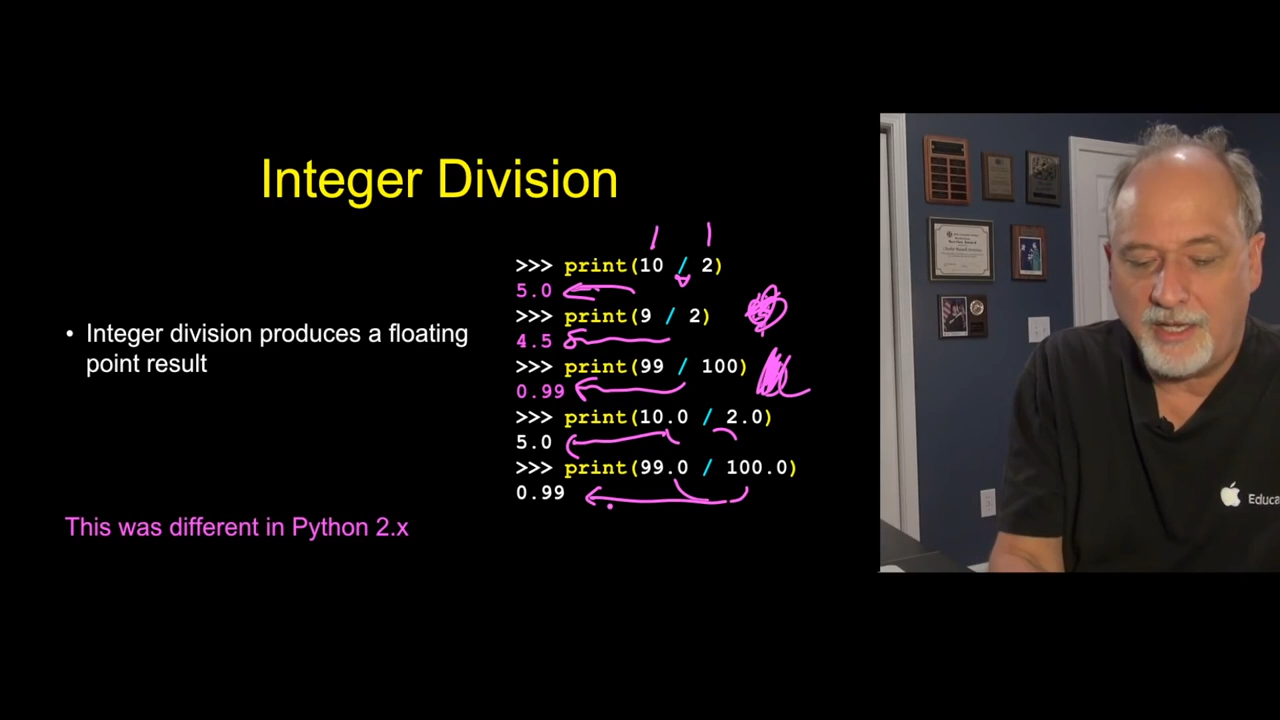 Integer Division
>>> print(10 / 2)
5.0
>>> print(9 / 2)
4.5
>>> print(99 / 100)
0.99
>>> print(10.0 / 2.0)
5.0
>>> print(99.0 / 100.0)
0.99
• Integer division produces a floating
point result
This was different in Python 2.x
Educa